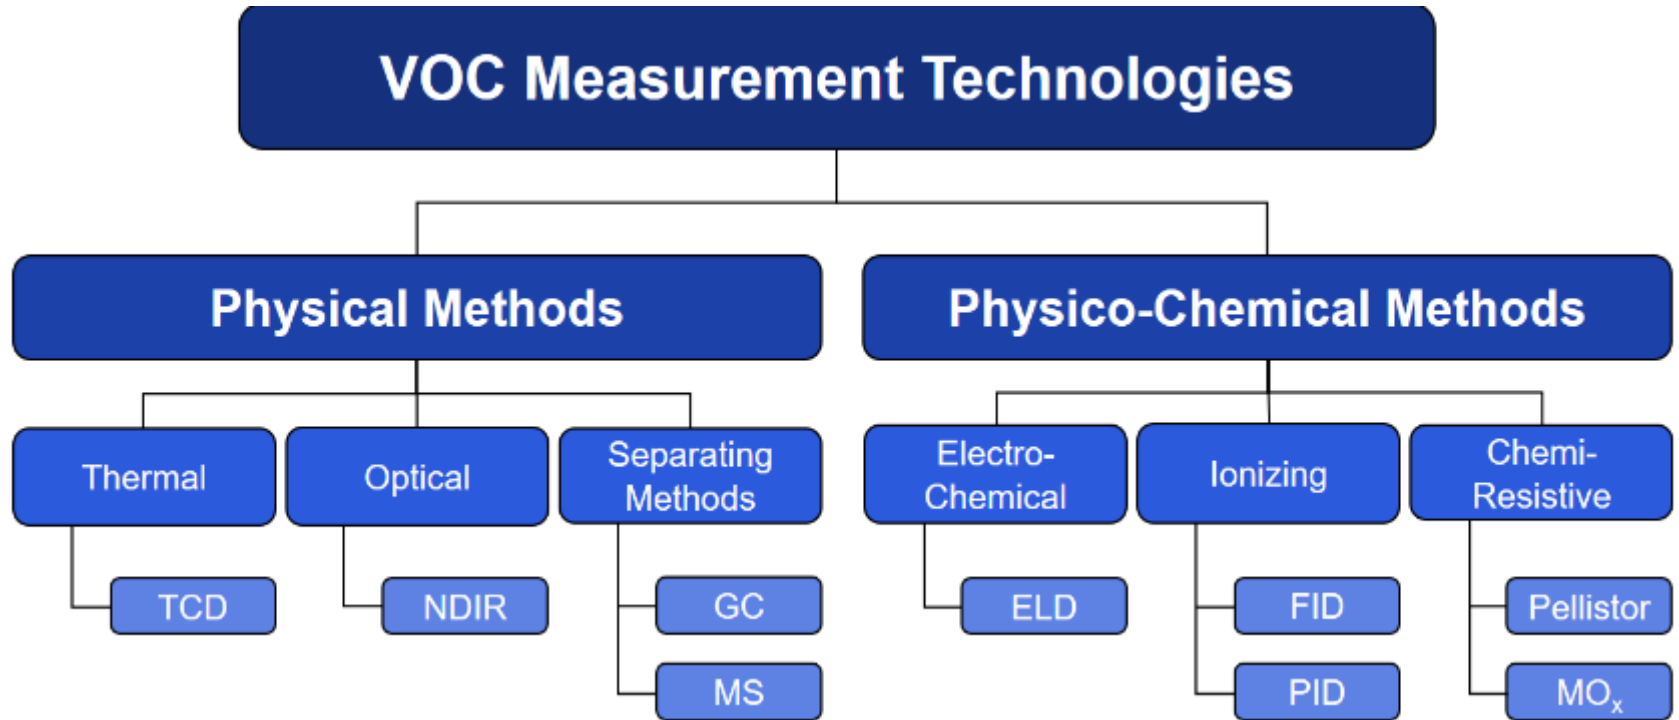 VOC Measurement Technologies
Physical Methods
Physico-Chemical Methods
Thermal
Optical
Separating
Methods
Electro-
Chemical
Ionizing
Chemi-
Resistive
TCD
NDIR
GC
MS
ELD
FID
PID
Pellistor
MOₓ